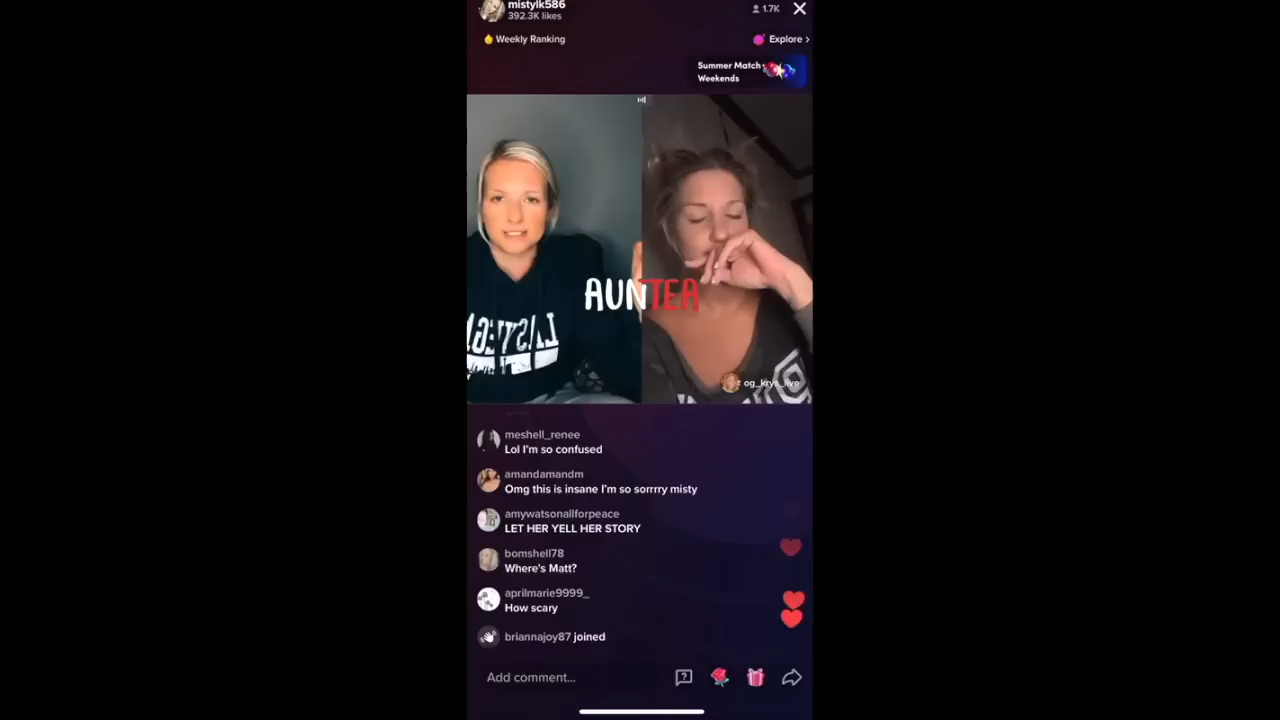 mistylk586
392.3K likes
1.7K
Weekly Ranking
Explore >
Summer Match
Weekends
AUNTEA
og_krys_live
meshell_renee
Lol I'm so confused
amandamandm
Omg this is insane I'm so sorrrry misty
amywatsonallforpeace
LET HER YELL HER STORY
bomshell78
Where's Matt?
aprilmarie9999_
How scary
briannajoy87 joined
Add comment...